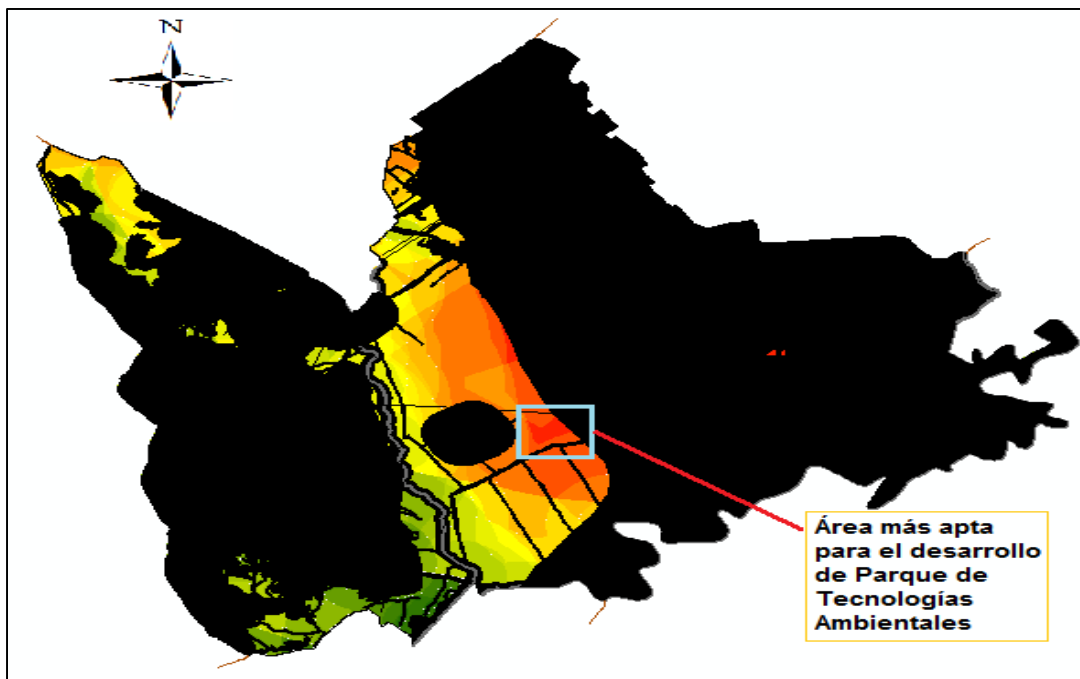 N
Área más apta
para el desarrollo
de Parque de
Tecnologías
Ambientales